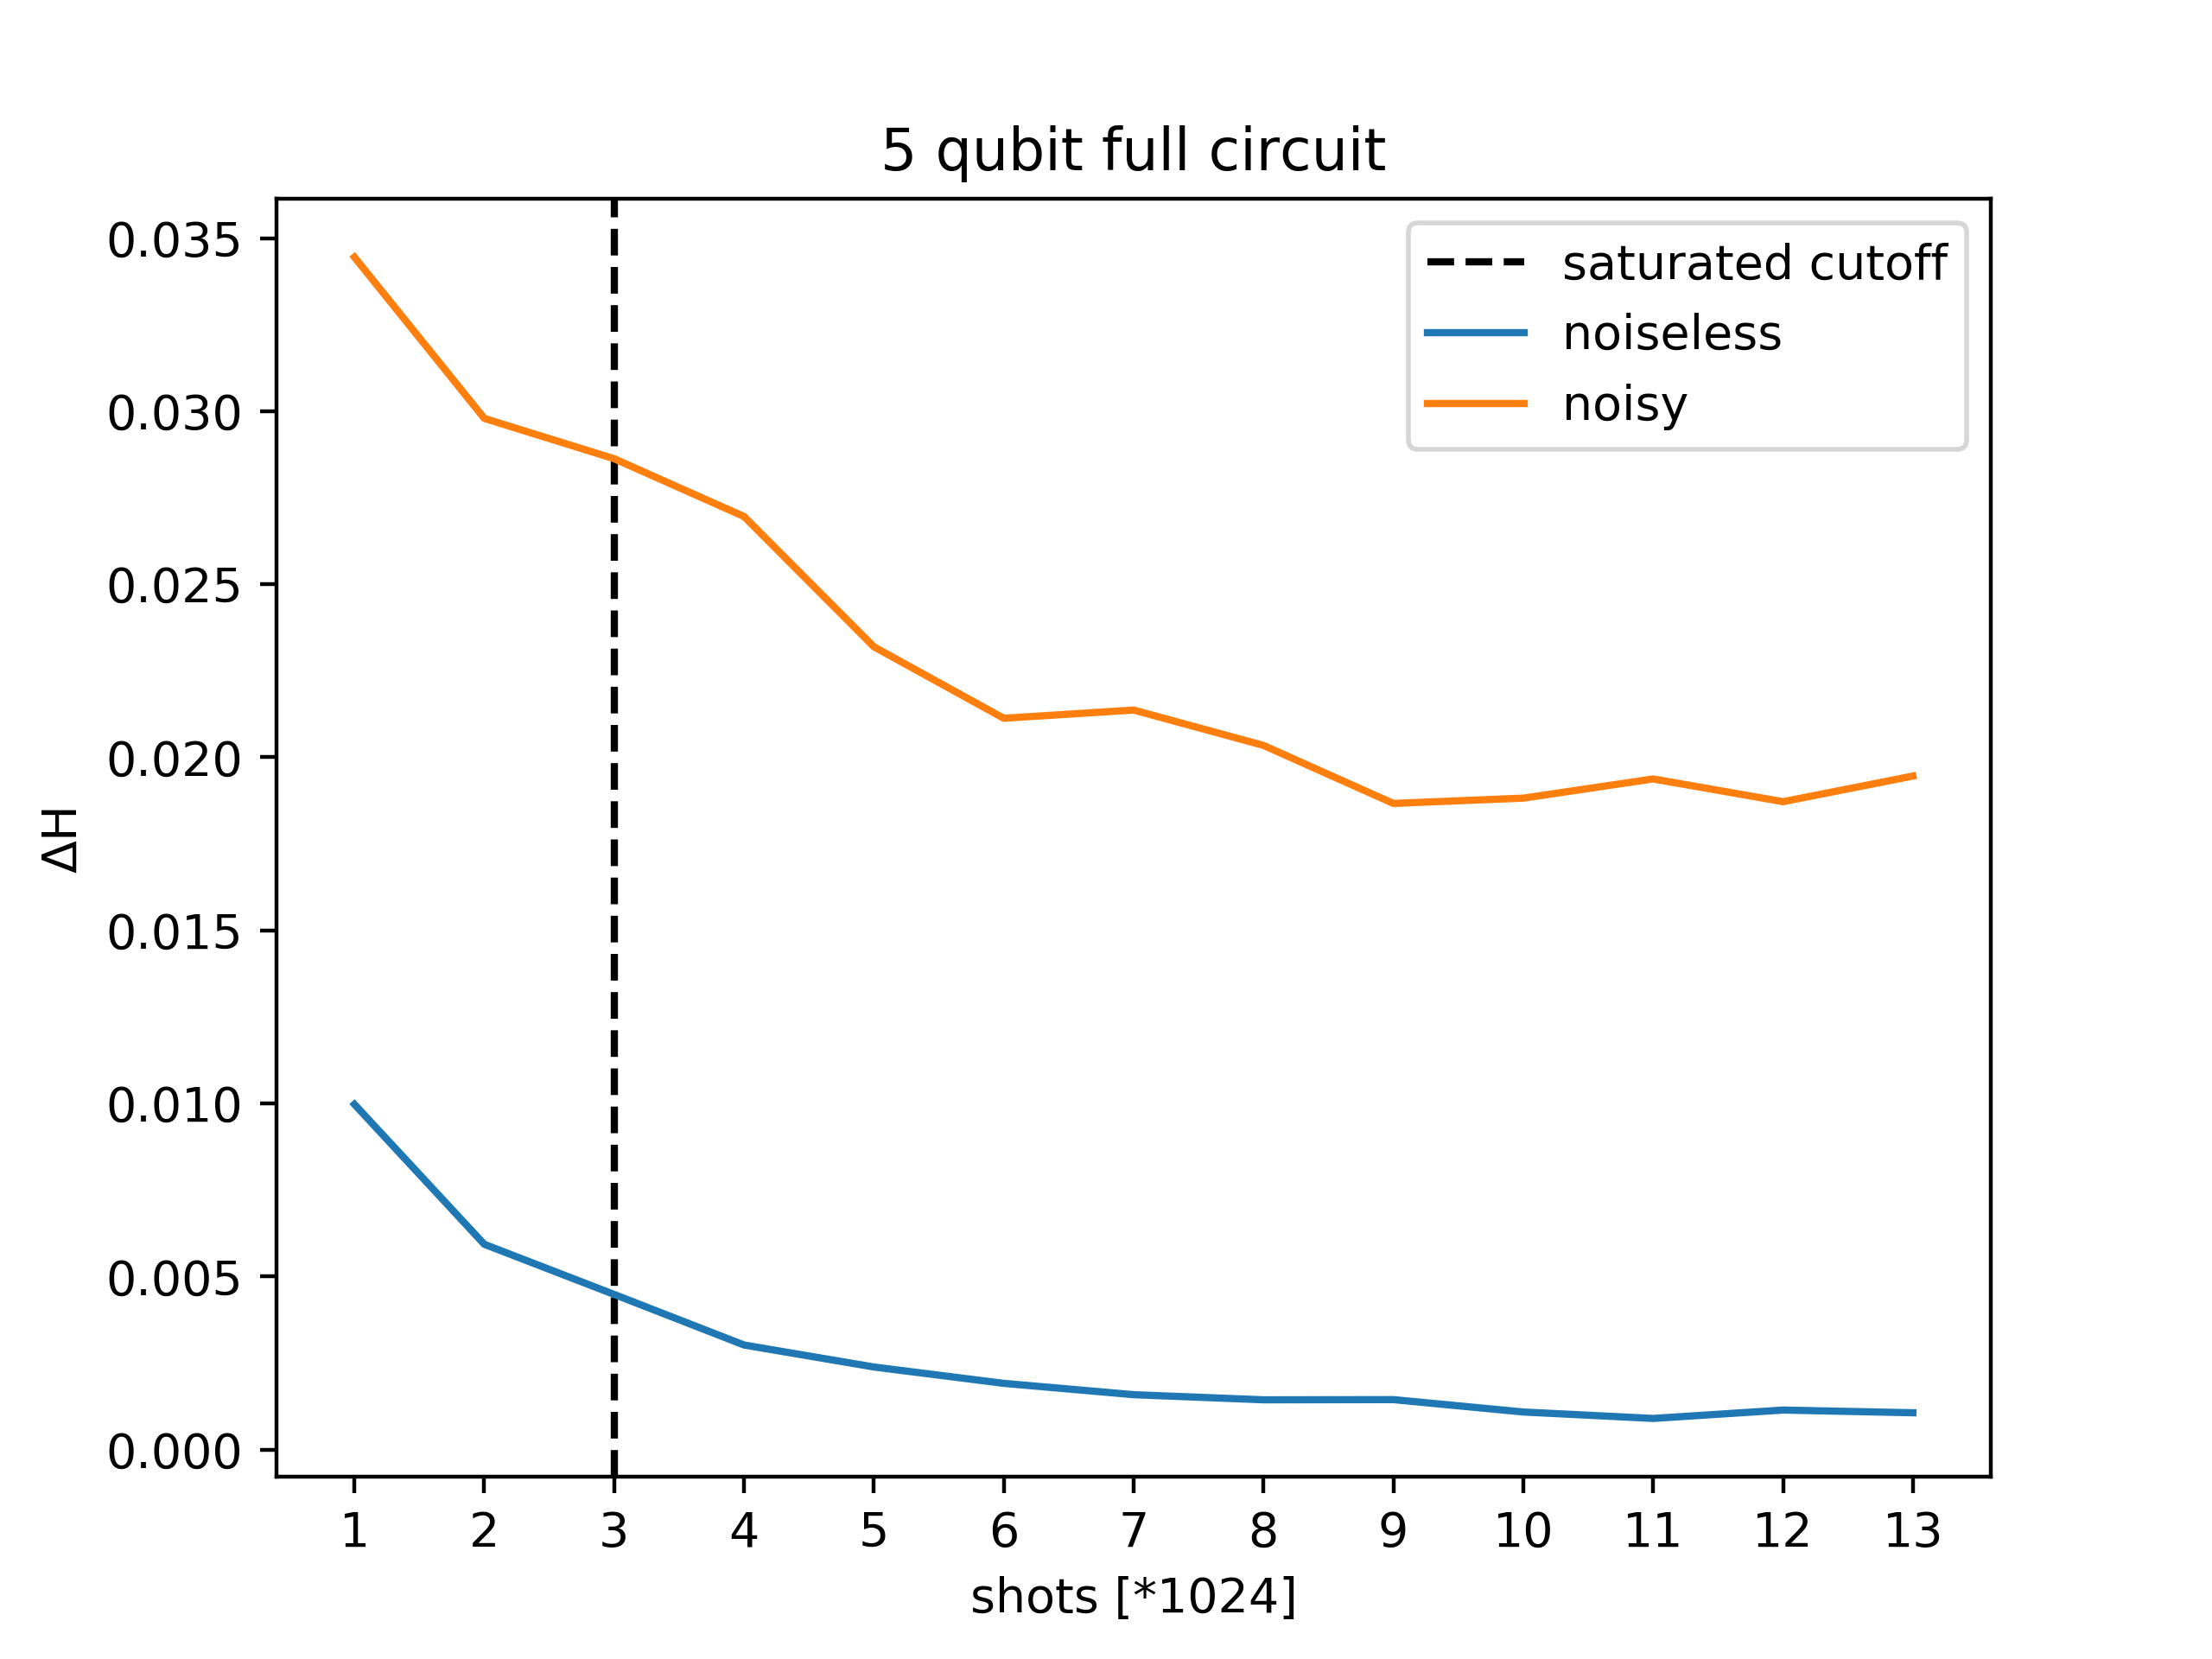 5 qubit full circuit
saturated cutoff
noiseless
noisy
0.035
0.030
0.025
0.020
0.015
0.010
0.005
0.000
ΔH
1 2 3 4 5 6 7 8 9 10 11 12 13
shots [*1024]